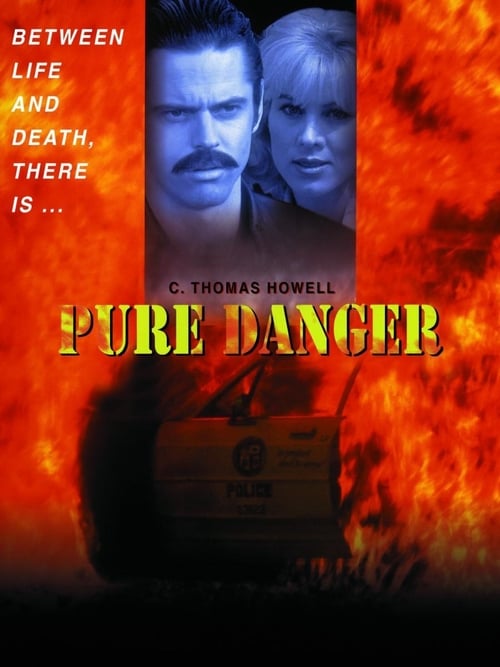 BETWEEN
LIFE
AND
DEATH,
THERE
IS ...
C. THOMAS HOWELL
PURE DANGER
POLICE